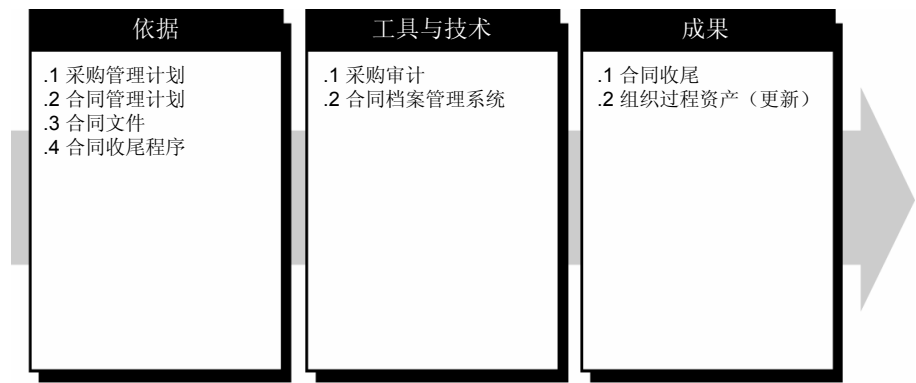 依据
.1 采购管理计划
.2 合同管理计划
.3 合同文件
.4 合同收尾程序
工具与技术
.1 采购审计
.2 合同档案管理系统
成果
.1 合同收尾
.2 组织过程资产（更新）